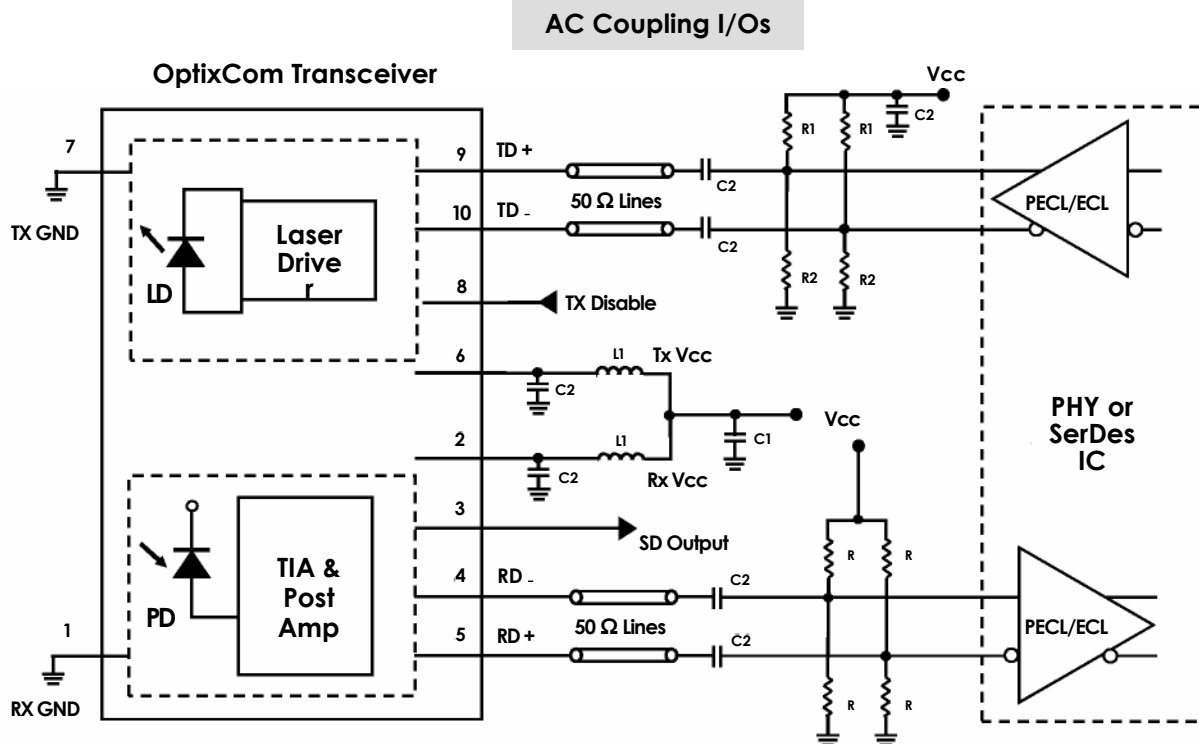 AC Coupling I/Os
OptixCom Transceiver
Vcc
R1
R1
C2
7
9
TD +
C2
50 Ω Lines
PECL/ECL
TX GND
10
TD -
C2
Laser
Drive
r
LD
R2
R2
8
TX Disable
6
L1
Tx Vcc
C2
Vcc
C1
PHY or
SerDes
IC
2
L1
C2
Rx Vcc
3
SD Output
R
R
TIA &
Post
Amp
4
RD -
C2
PD
50 Ω Lines
PECL/ECL
1
5
RD +
C2
RX GND
R
R